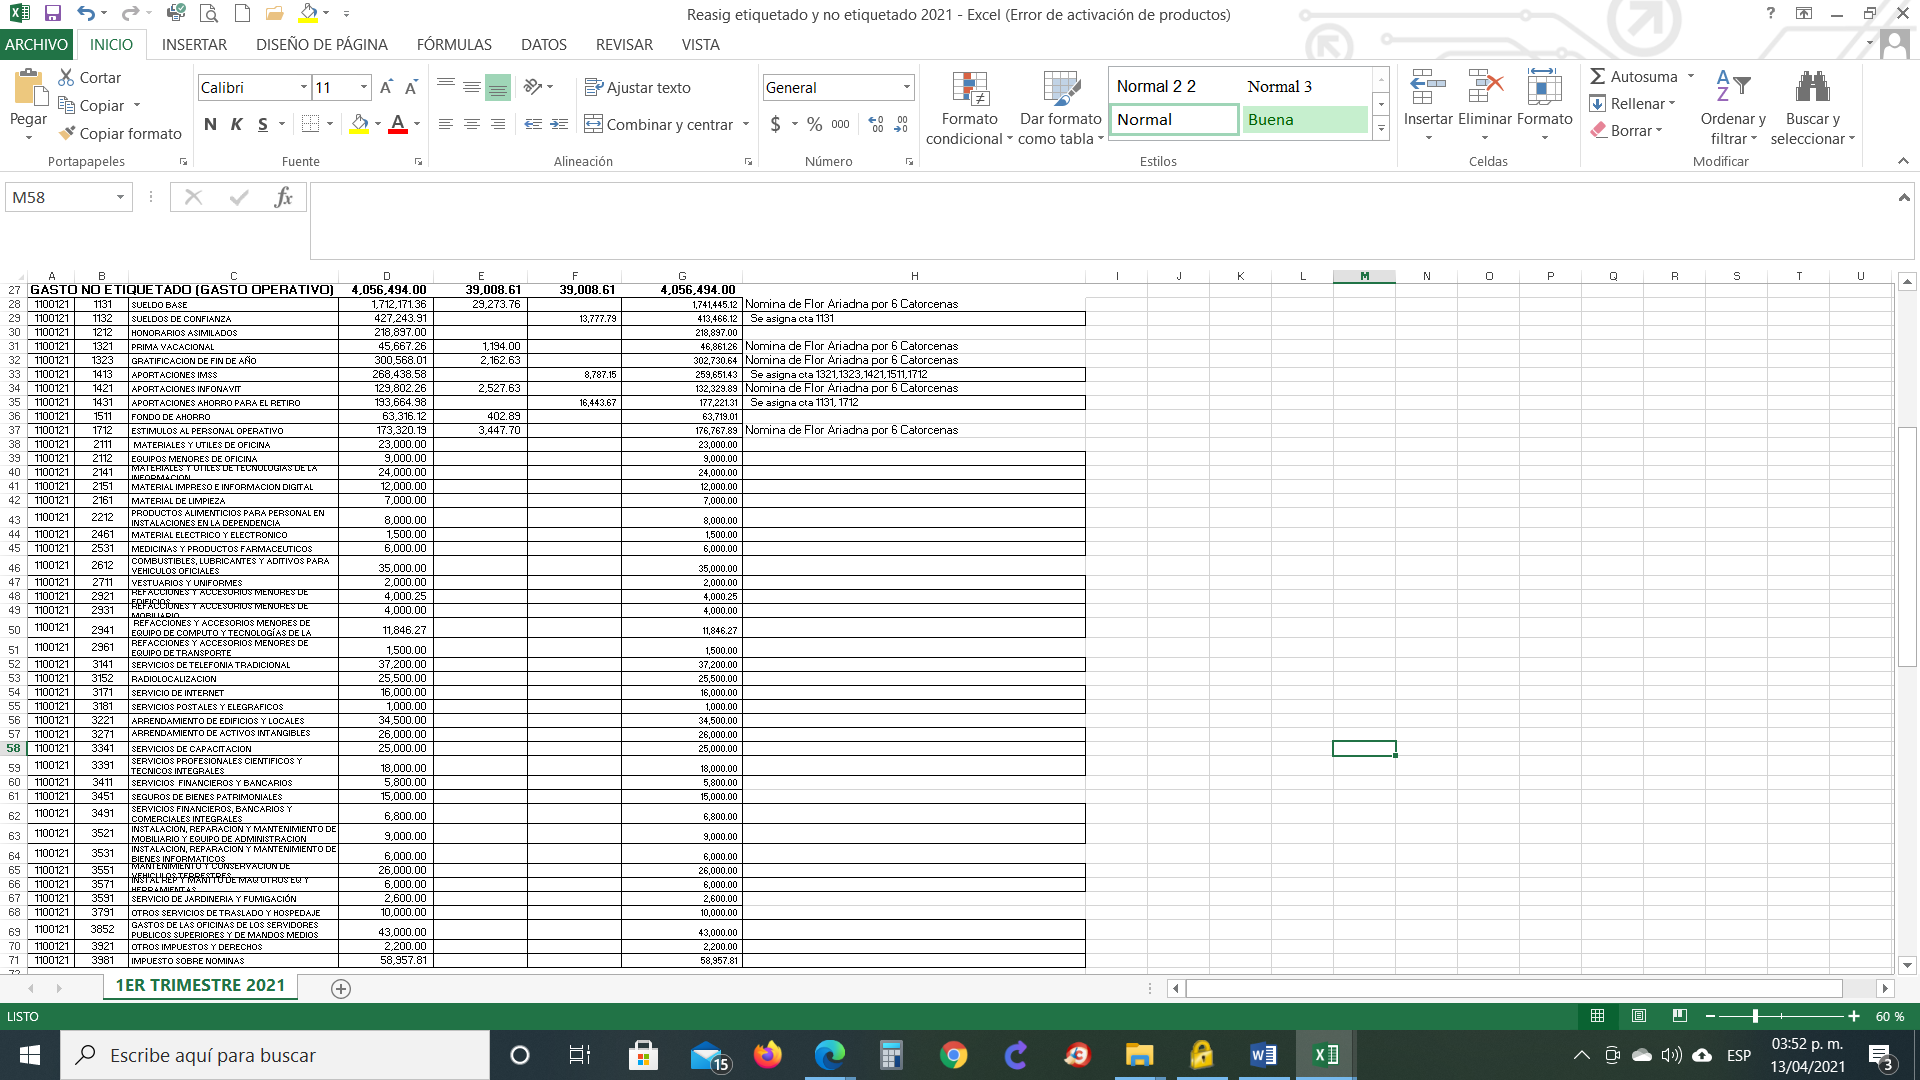 Reasig etiquetado y no etiquetado 2021 - Excel (Error de activación de productos)
ARCHIVO INICIO INSERTAR DISEÑO DE PÁGINA FÓRMULAS DATOS REVISAR VISTA
Pegar
Cortar
Copiar
Copiar formato
Portapapeles
Calibri 11
N K S
Fuente
Ajustar texto
Combinar y centrar
Alineación
General
$ % 000
Número
Formato condicional
Dar formato como tabla
Normal 2 2 Normal 3
Normal Buena
Estilos
Insertar Eliminar Formato
Celdas
Autosuma
Rellenar
Borrar
Ordenar y filtrar
Buscar y seleccionar
Modificar
M58
fx
A B C D E F G H I J K L M N O P Q R S T U
27 GASTO NO ETIQUETADO (GASTO OPERATIVO) 4,056,494.00 39,008.61 39,008.61 4,056,494.00
28 1100121 1131 SUELDO BASE 1,712,171.36 29,273.76 1,741,445.12 Nomina de Flor Ariadna por 6 Catorcenas
29 1100121 1132 SUELDOS DE CONFIANZA 427,243.91 13,777.79 413,466.12 Se asigna cta 1131
30 1100121 1212 HONORARIOS ASIMILADOS 218,897.00 218,897.00
31 1100121 1321 PRIMA VACACIONAL 45,667.26 1,194.00 46,861.26 Nomina de Flor Ariadna por 6 Catorcenas
32 1100121 1323 GRATIFICACION DE FIN DE AÑO 300,568.01 2,162.63 302,730.64 Nomina de Flor Ariadna por 6 Catorcenas
33 1100121 1413 APORTACIONES IMSS 268,438.58 8,787.15 259,651.43 Se asigna cta 1321,1323,1421,1511,1712
34 1100121 1421 APORTACIONES INFONAVIT 129,802.26 2,527.63 132,329.89 Nomina de Flor Ariadna por 6 Catorcenas
35 1100121 1431 APORTACIONES AHORRO PARA EL RETIRO 193,664.98 16,443.67 177,221.31 Se asigna cta 1131, 1712
36 1100121 1511 FONDO DE AHORRO 63,316.12 402.89 63,719.01
37 1100121 1712 ESTIMULOS AL PERSONAL OPERATIVO 173,320.19 3,447.70 176,767.89 Nomina de Flor Ariadna por 6 Catorcenas
38 1100121 2111 MATERIALES Y UTILES DE OFICINA 23,000.00 23,000.00
39 1100121 2112 EQUIPOS MENORES DE OFICINA 9,000.00 9,000.00
40 1100121 2141 MATERIALES Y UTILES DE TECNOLOGIAS DE LA INFORMACION 24,000.00 24,000.00
41 1100121 2151 MATERIAL IMPRESO E INFORMACION DIGITAL 12,000.00 12,000.00
42 1100121 2161 MATERIAL DE LIMPIEZA 7,000.00 7,000.00
43 1100121 2212 PRODUCTOS ALIMENTICIOS PARA PERSONAL EN INSTALACIONES EN LA DEPENDENCIA 8,000.00 8,000.00
44 1100121 2461 MATERIAL ELECTRICO Y ELECTRONICO 1,500.00 1,500.00
45 1100121 2531 MEDICINAS Y PRODUCTOS FARMACEUTICOS 6,000.00 6,000.00
46 1100121 2612 COMBUSTIBLES, LUBRICANTES Y ADITIVOS PARA VEHICULOS OFICIALES 35,000.00 35,000.00
47 1100121 2711 VESTUARIOS Y UNIFORMES 2,000.00 2,000.00
48 1100121 2921 REFACCIONES Y ACCESORIOS MENORES DE EDIFICIOS 4,000.25 4,000.25
49 1100121 2931 REFACCIONES Y ACCESORIOS MENORES DE MOBILIARIO 4,000.00 4,000.00
50 1100121 2941 REFACCIONES Y ACCESORIOS MENORES DE EQUIPO DE COMPUTO Y TECNOLOGÍAS DE LA 11,846.27 11,846.27
51 1100121 2961 REFACCIONES Y ACCESORIOS MENORES DE EQUIPO DE TRANSPORTE 1,500.00 1,500.00
52 1100121 3141 SERVICIOS DE TELEFONIA TRADICIONAL 37,200.00 37,200.00
53 1100121 3152 RADIOLOCALIZACION 25,500.00 25,500.00
54 1100121 3171 SERVICIO DE INTERNET 16,000.00 16,000.00
55 1100121 3181 SERVICIOS POSTALES Y ELEGRAFICOS 1,000.00 1,000.00
56 1100121 3221 ARRENDAMIENTO DE EDIFICIOS Y LOCALES 34,500.00 34,500.00
57 1100121 3271 ARRENDAMIENTO DE ACTIVOS INTANGIBLES 26,000.00 26,000.00
58 1100121 3341 SERVICIOS DE CAPACITACION 25,000.00 25,000.00
59 1100121 3391 SERVICIOS PROFESIONALES CIENTIFICOS Y TECNICOS INTEGRALES 18,000.00 18,000.00
60 1100121 3411 SERVICIOS FINANCIEROS Y BANCARIOS 5,800.00 5,800.00
61 1100121 3451 SEGUROS DE BIENES PATRIMONIALES 15,000.00 15,000.00
62 1100121 3491 SERVICIOS FINANCIEROS, BANCARIOS Y COMERCIALES INTEGRALES 6,800.00 6,800.00
63 1100121 3521 INSTALACION, REPARACION Y MANTENIMIENTO DE MOBILIARIO Y EQUIPO DE ADMINISTRACION 9,000.00 9,000.00
64 1100121 3531 INSTALACION, REPARACION Y MANTENIMIENTO DE BIENES INFORMATICOS 6,000.00 6,000.00
65 1100121 3551 MANTENIMIENTO Y CONSERVACION DE VEHICULOS TERRESTRES 26,000.00 26,000.00
66 1100121 3571 INSTAL REP Y MANTTO DE MAQ OTROS EQ Y HERRAMIENTAS 6,000.00 6,000.00
67 1100121 3591 SERVICIO DE JARDINERIA Y FUMIGACIÓN 2,600.00 2,600.00
68 1100121 3791 OTROS SERVICIOS DE TRASLADO Y HOSPEDAJE 10,000.00 10,000.00
69 1100121 3852 GASTOS DE LAS OFICINAS DE LOS SERVIDORES PUBLICOS SUPERIORES Y DE MANDOS MEDIOS 43,000.00 43,000.00
70 1100121 3921 OTROS IMPUESTOS Y DERECHOS 2,200.00 2,200.00
71 1100121 3981 IMPUESTO SOBRE NOMINAS 58,957.81 58,957.81
1ER TRIMESTRE 2021
LISTO
60 %
Escribe aquí para buscar
15
ESP
03:52 p. m.
13/04/2021
3